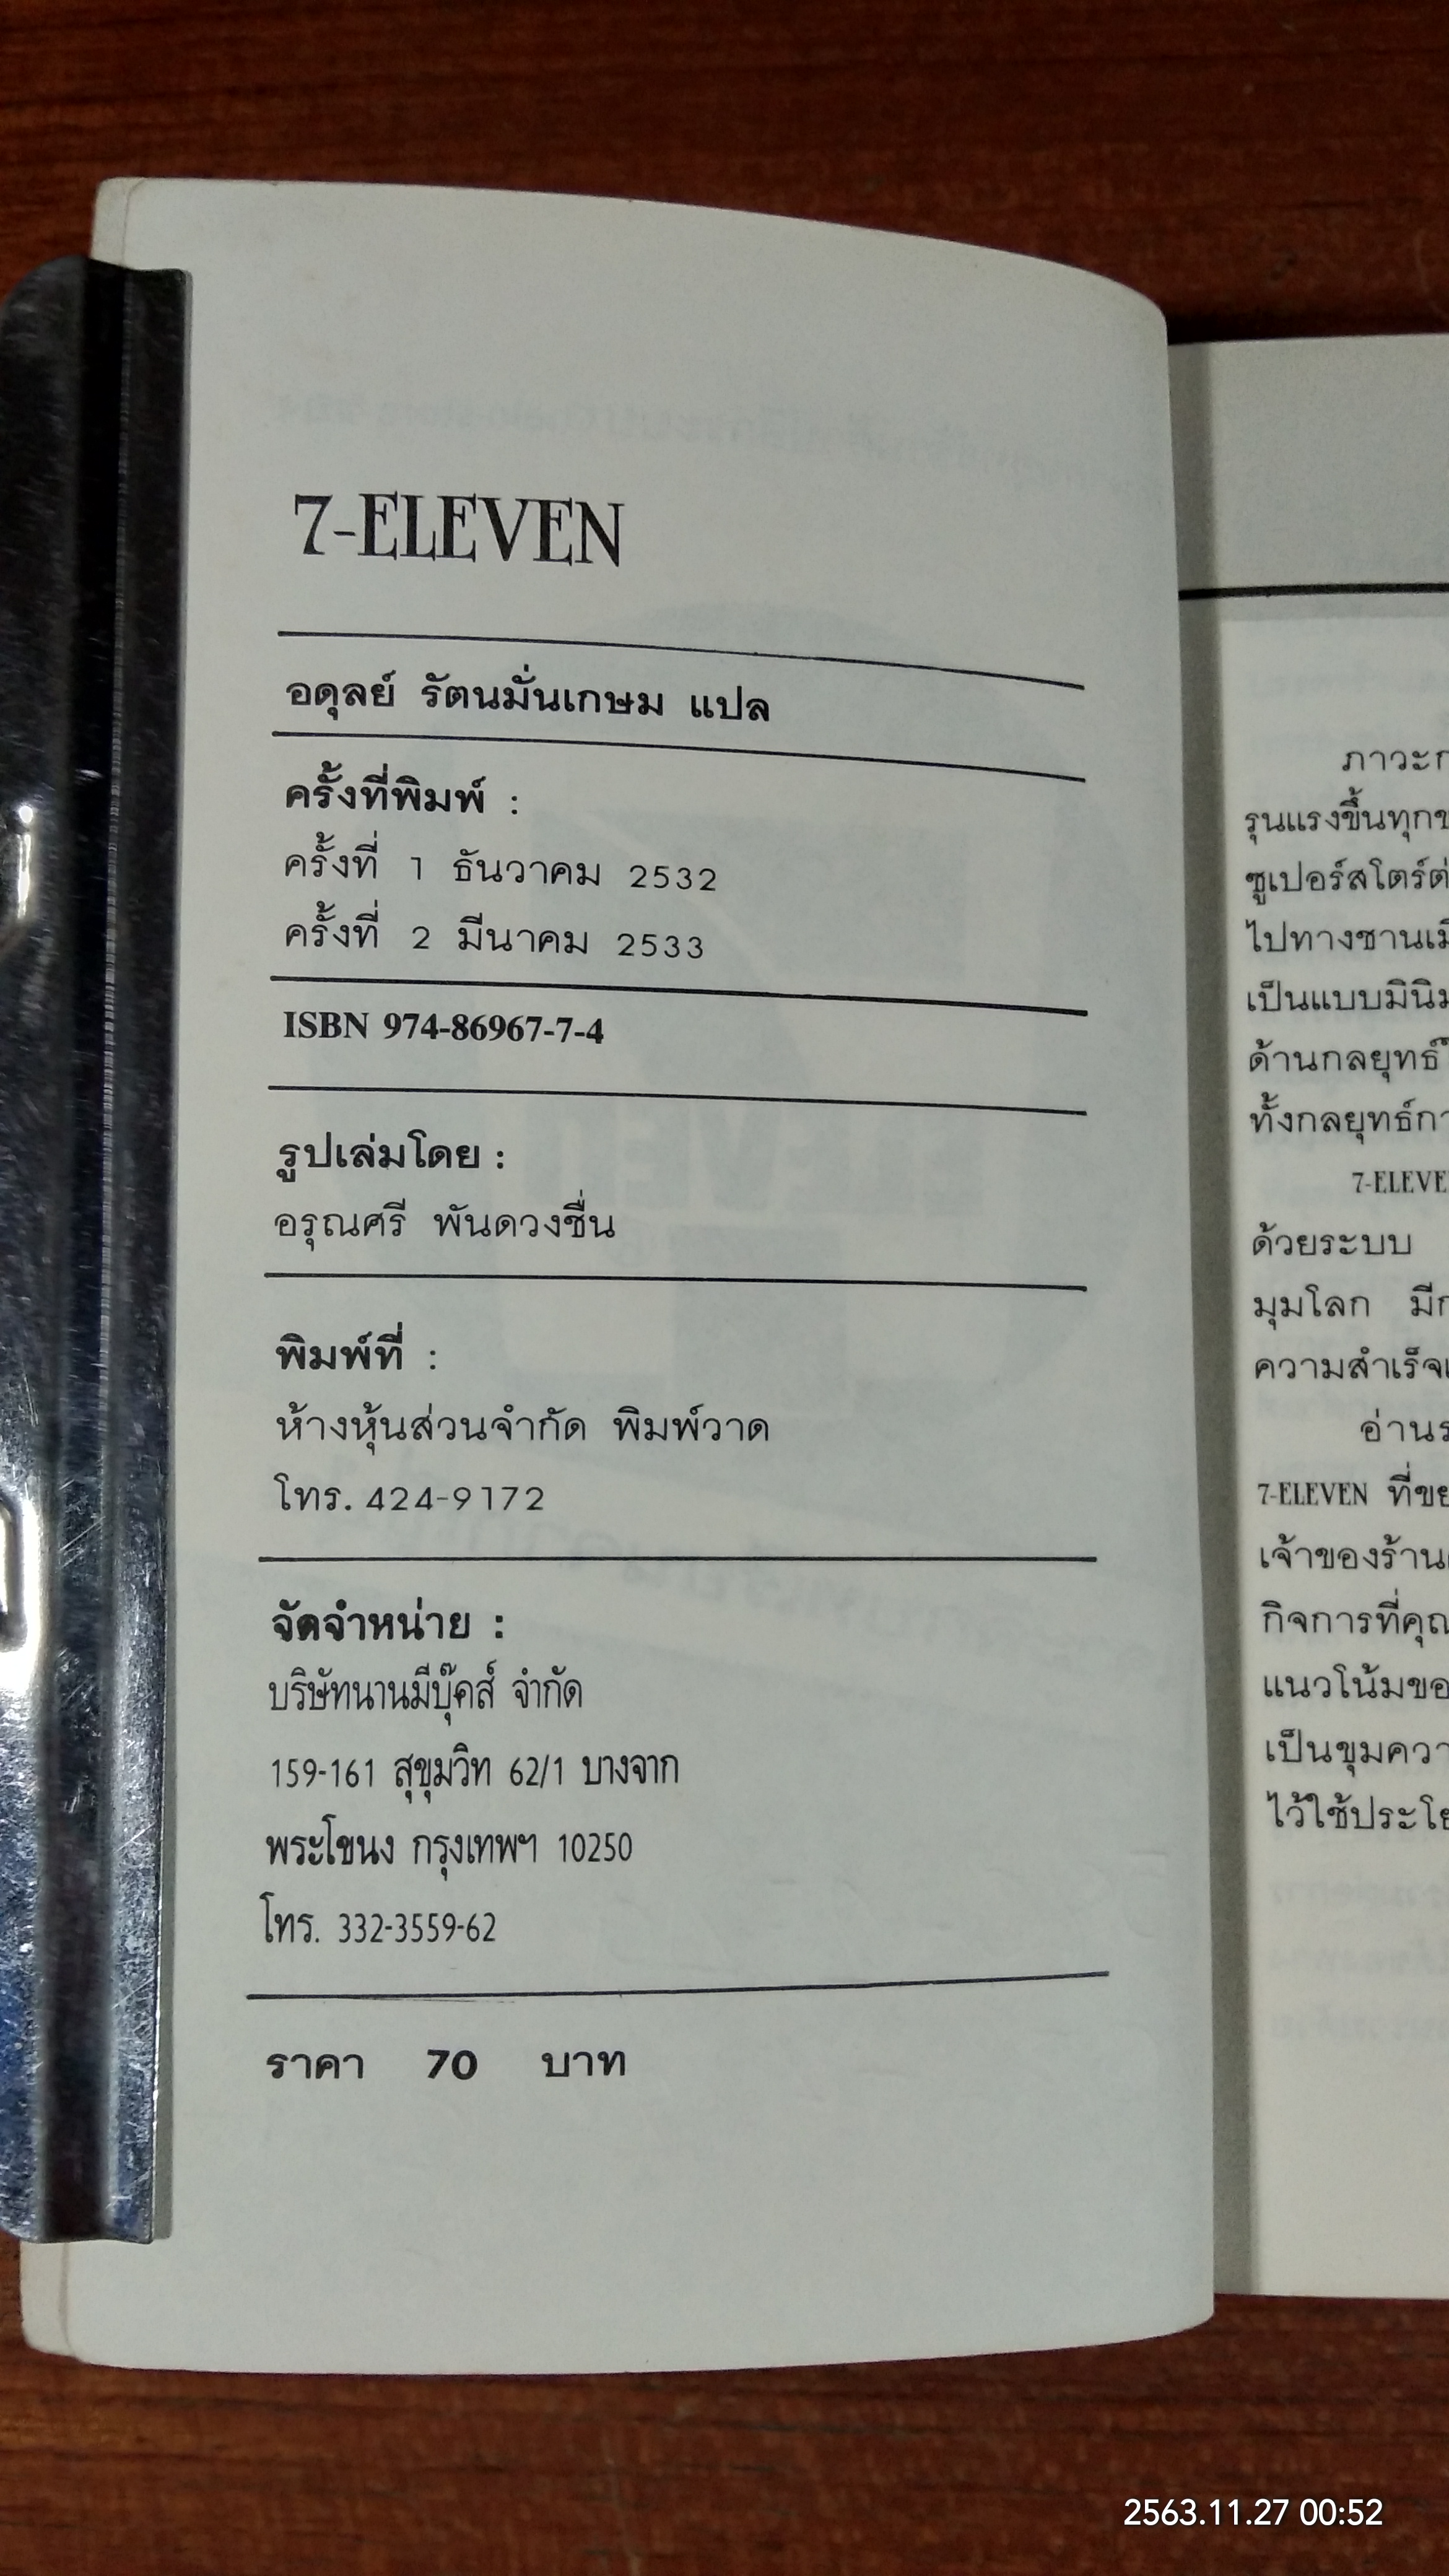 7-ELEVEN
อดุลย์ รัตนมั่นเกษม แปล
ครั้งที่พิมพ์ :
ครั้งที่ 1 ธันวาคม 2532
ครั้งที่ 2 มีนาคม 2533
ISBN 974-86967-7-4
รูปเล่มโดย :
อรุณศรี พันดวงชื่น
พิมพ์ที่ :
ห้างหุ้นส่วนจำกัด พิมพ์วาด
โทร. 424-9172
จัดจำหน่าย :
บริษัทนานมีบุ๊คส์ จำกัด
159-161 สุขุมวิท 62/1 บางจาก
พระโขนง กรุงเทพฯ 10250
โทร. 332-3559-62
ราคา 70 บาท
ภาวะก
รุนแรงขึ้นทุกข
ซูเปอร์สโตร์ต่
ไปทางชานเมื
เป็นแบบมินิม
ด้านกลยุทธ์
ทั้งกลยุทธ์กา
7-ELEVE
ด้วยระบบ
มุมโลก มีก
ความสำเร็จ
อ่านร
7-ELEVEN ที่ขย
เจ้าของร้าน
กิจการที่คุณ
แนวโน้มขอ
เป็นขุมควา
ไว้ใช้ประโย
2563.11.27 00:52